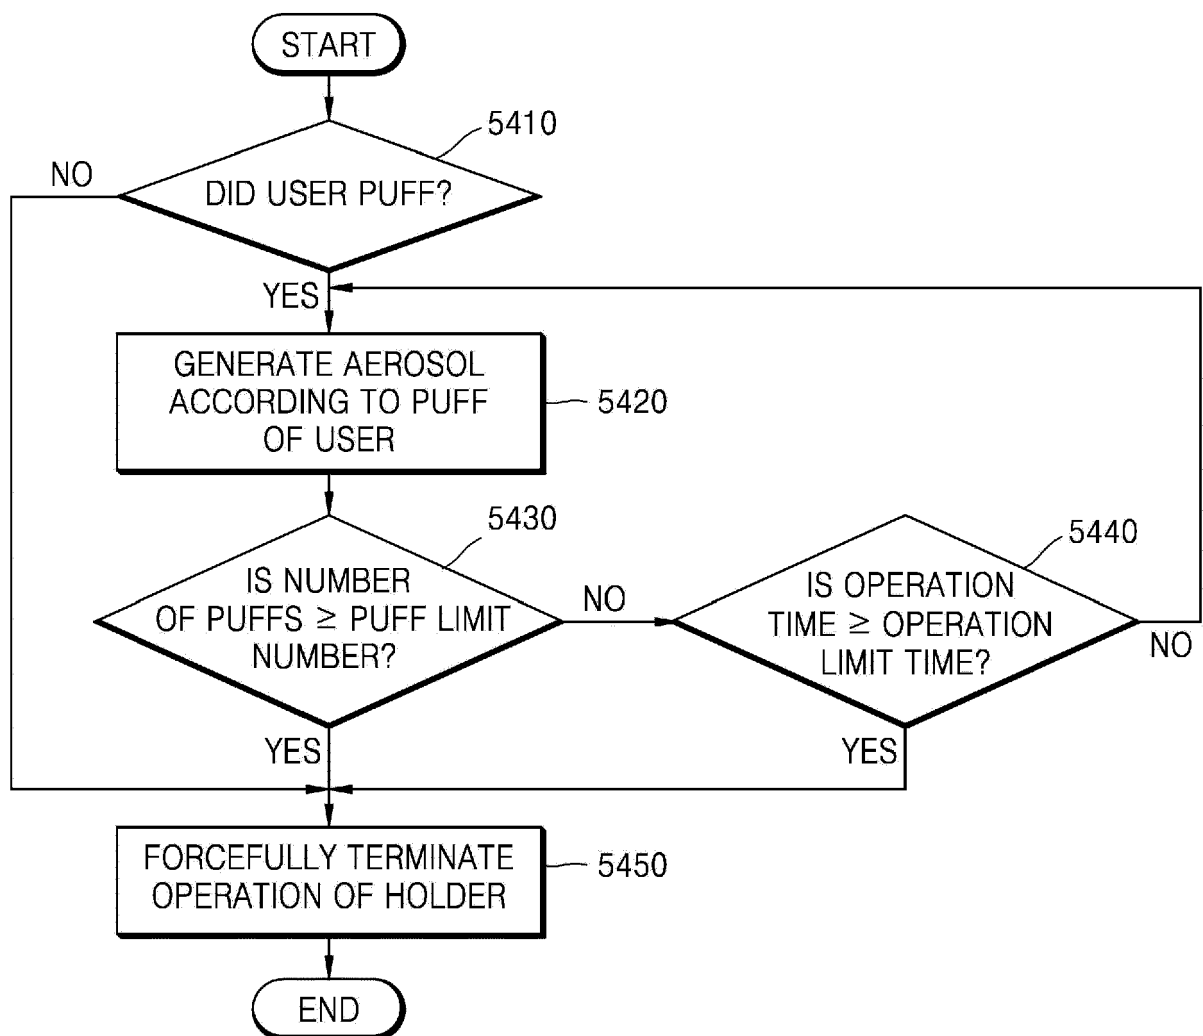 START
5410
NO
DID USER PUFF?
YES
GENERATE AEROSOL
ACCORDING TO PUFF
OF USER
5420
5430
IS NUMBER
OF PUFFS ≥ PUFF LIMIT
NUMBER?
NO
5440
IS OPERATION
TIME ≥ OPERATION
LIMIT TIME?
NO
YES
YES
FORCEFULLY TERMINATE
OPERATION OF HOLDER
5450
END